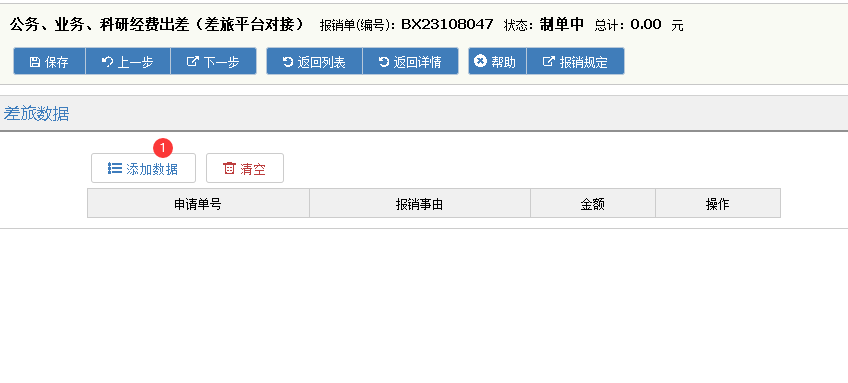 公务、业务、科研经费出差（差旅平台对接） 报销单(编号): BX23108047 状态: 制单中 总计: 0.00 元
保存 上一步 下一步 返回列表 返回详情 帮助 报销规定
差旅数据
1
添加数据 清空
申请单号 报销事由 金额 操作